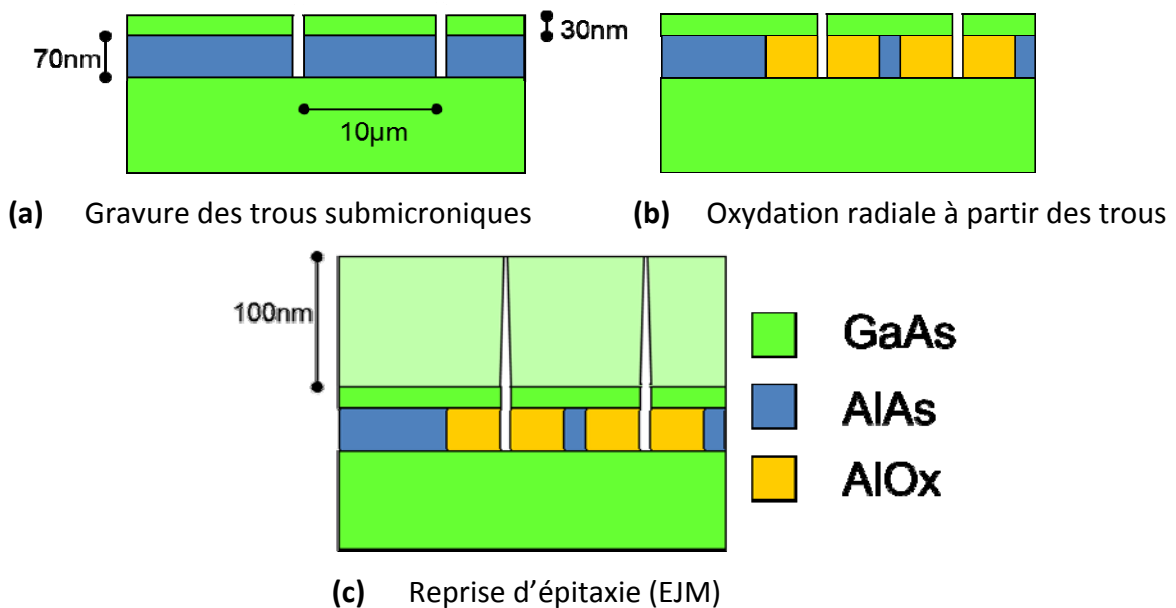 70nm
10µm
30nm
(a) Gravure des trous submicroniques
(b) Oxydation radiale à partir des trous
100nm
GaAs
AlAs
AlOx
(c) Reprise d'épitaxie (EJM)